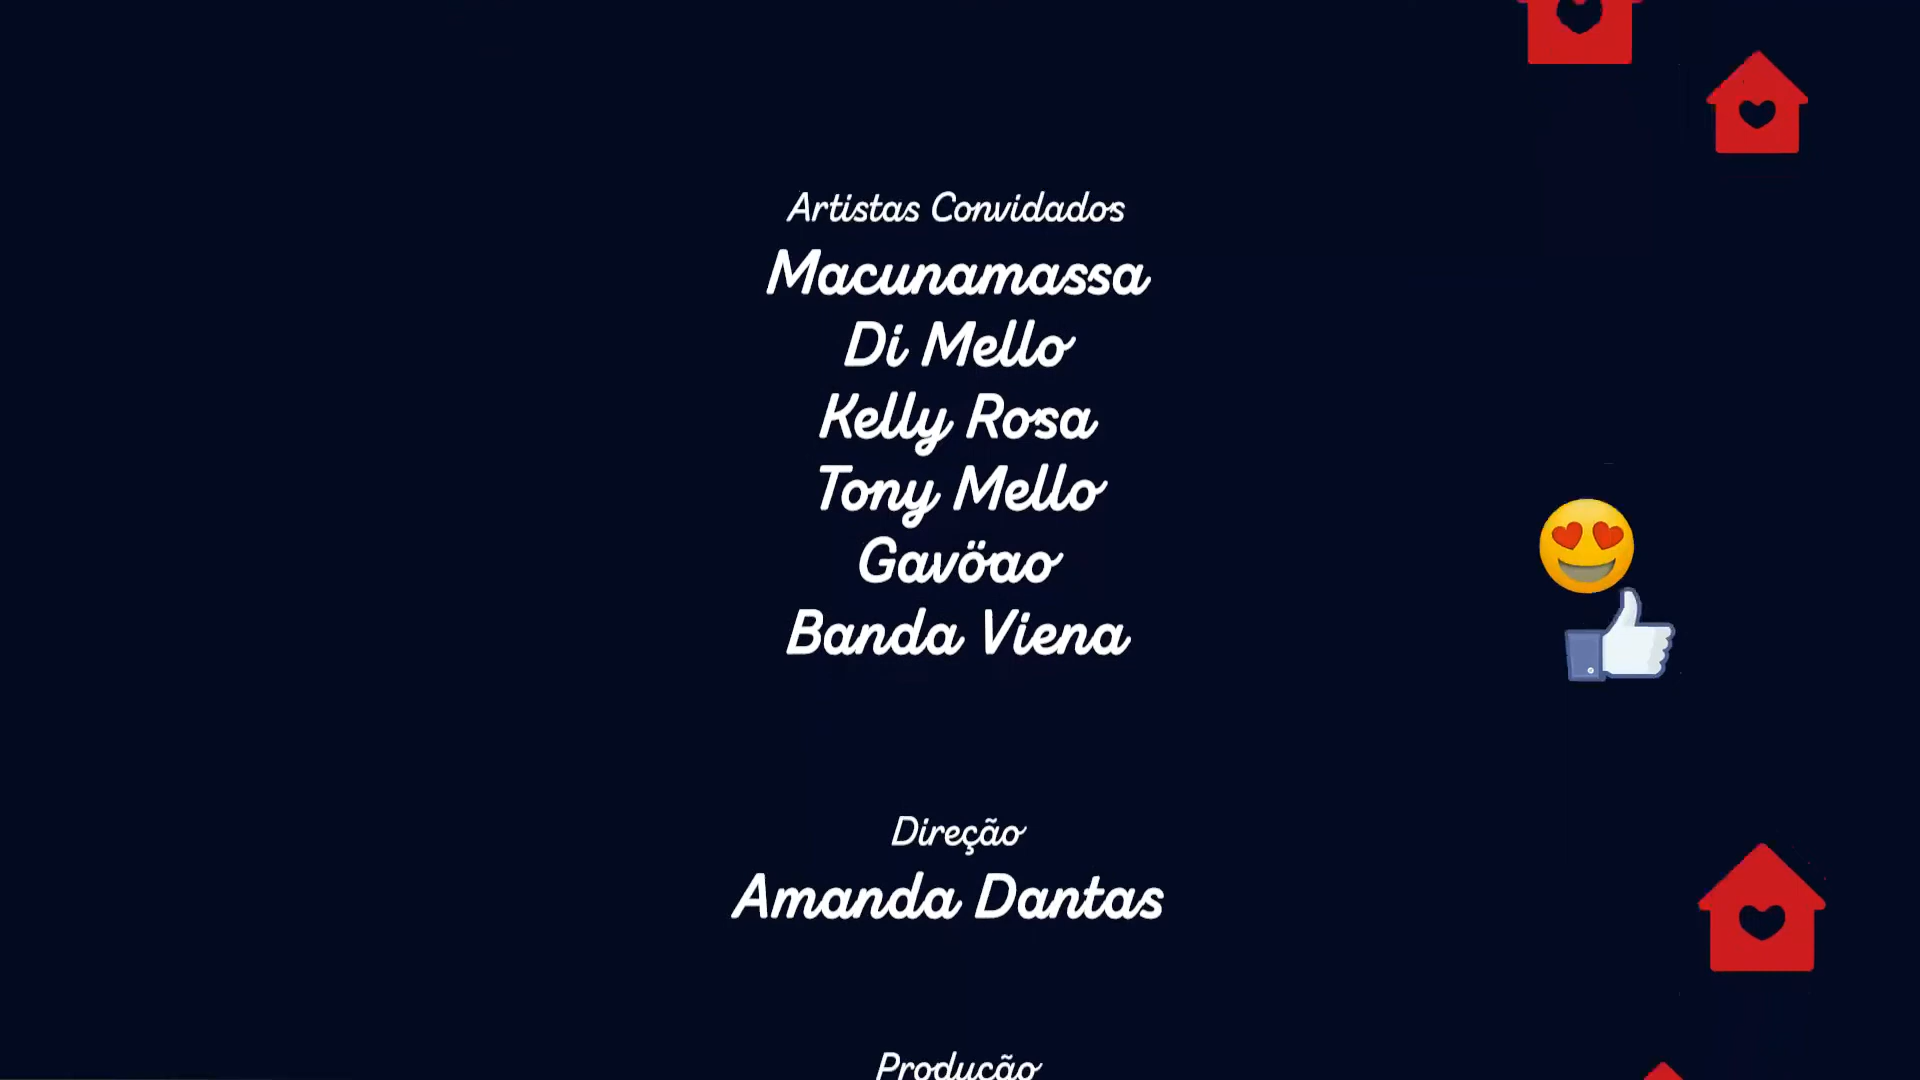 Artistas Convidados
Macunamassa
Di Mello
Kelly Rosa
Tony Mello
Gavöao
Banda Viena
Direção
Amanda Dantas
Produção